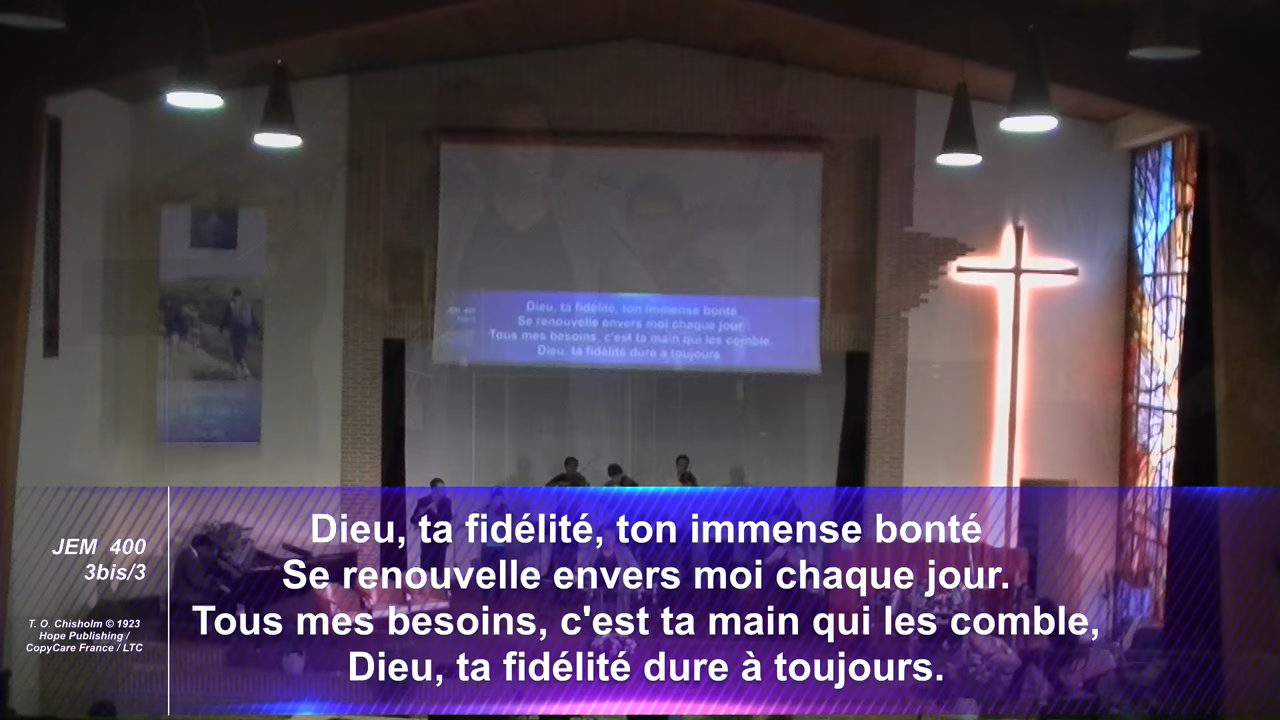 Dieu, ta fidélité, ton immense bonté
Se renouvelle envers moi chaque jour.
Tous mes besoins, c'est ta main qui les comble,
Dieu, ta fidélité dure à toujours
JEM 400
3bis/3
T. O. Chisholm © 1923
Hope Publishing /
CopyCare France / LTC
Dieu, ta fidélité, ton immense bonté
Se renouvelle envers moi chaque jour.
Tous mes besoins, c'est ta main qui les comble,
Dieu, ta fidélité dure à toujours.